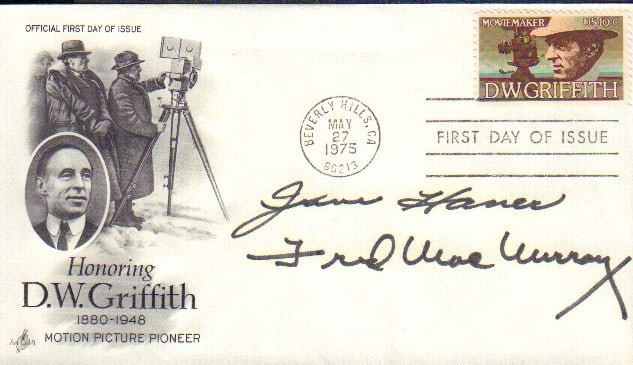 OFFICIAL FIRST DAY OF ISSUE
MOVIEMAKER US 10c
D.W. GRIFFITH
BEVERLY HILLS, CA
MAY
27
1975
90213
FIRST DAY OF ISSUE
June Haver
Fred MacMurray
Honoring
D.W. Griffith
1880-1948
MOTION PICTURE PIONEER